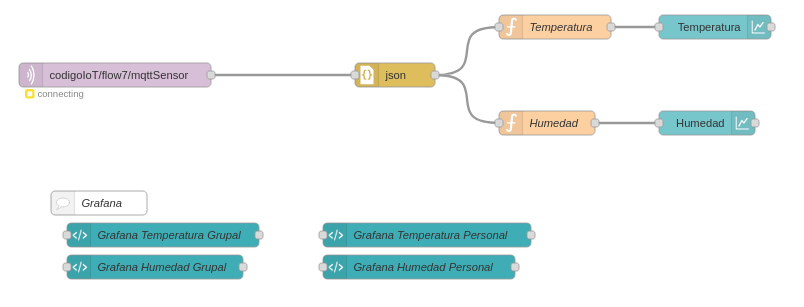 Temperatura
Temperatura
codigoIoT/flow7/mqttSensor
json
connecting
Humedad
Humedad
Grafana
Grafana Temperatura Grupal
Grafana Temperatura Personal
Grafana Humedad Grupal
Grafana Humedad Personal